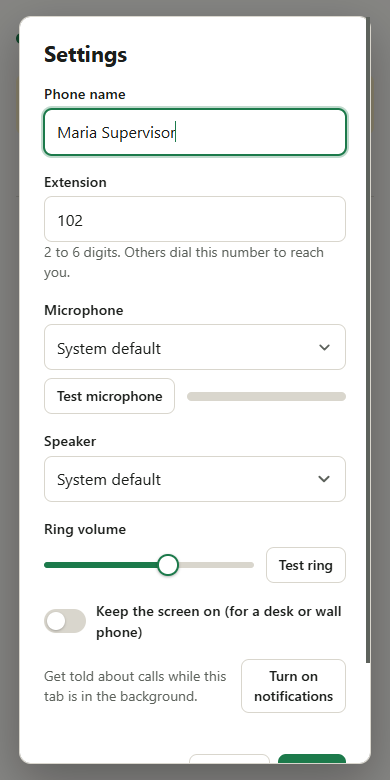 Settings
Phone name
Maria Supervisor
Extension
102
2 to 6 digits. Others dial this number to reach
you.
Microphone
System default
Test microphone
Speaker
System default
Ring volume
Test ring
Keep the screen on (for a desk or wall
phone)
Get told about calls while this
tab is in the background.
Turn on
notifications